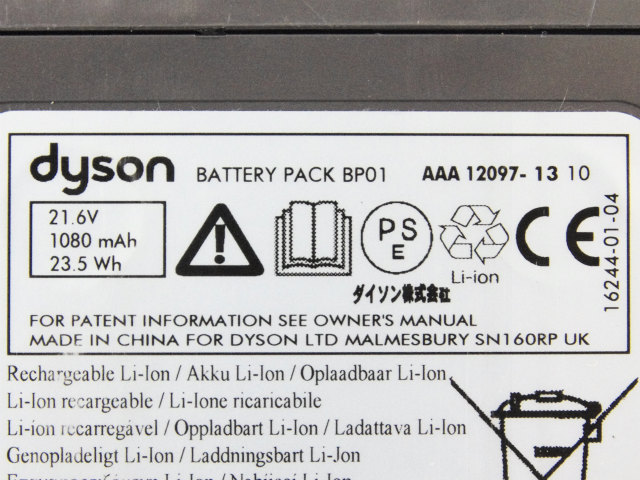 dyson BATTERY PACK BP01 AAA 12097- 13 10
21.6V
1080 mAh
23.5 Wh
PS
E
Li-ion
CE
16244-01-04
ダイソン株式会社
FOR PATENT INFORMATION SEE OWNER'S MANUAL
MADE IN CHINA FOR DYSON LTD MALMESBURY SN160RP UK
Rechargeable Li-Ion / Akku Li-Ion / Oplaadbaar Li-Ion
Li-Ion recargeable / Li-Ione ricaricabile
Li-ion recarregável / Oppladbart Li-Ion / Ladattava Li-Ion
Genopladeligt Li-Ion / Laddningsbart Li-Jon